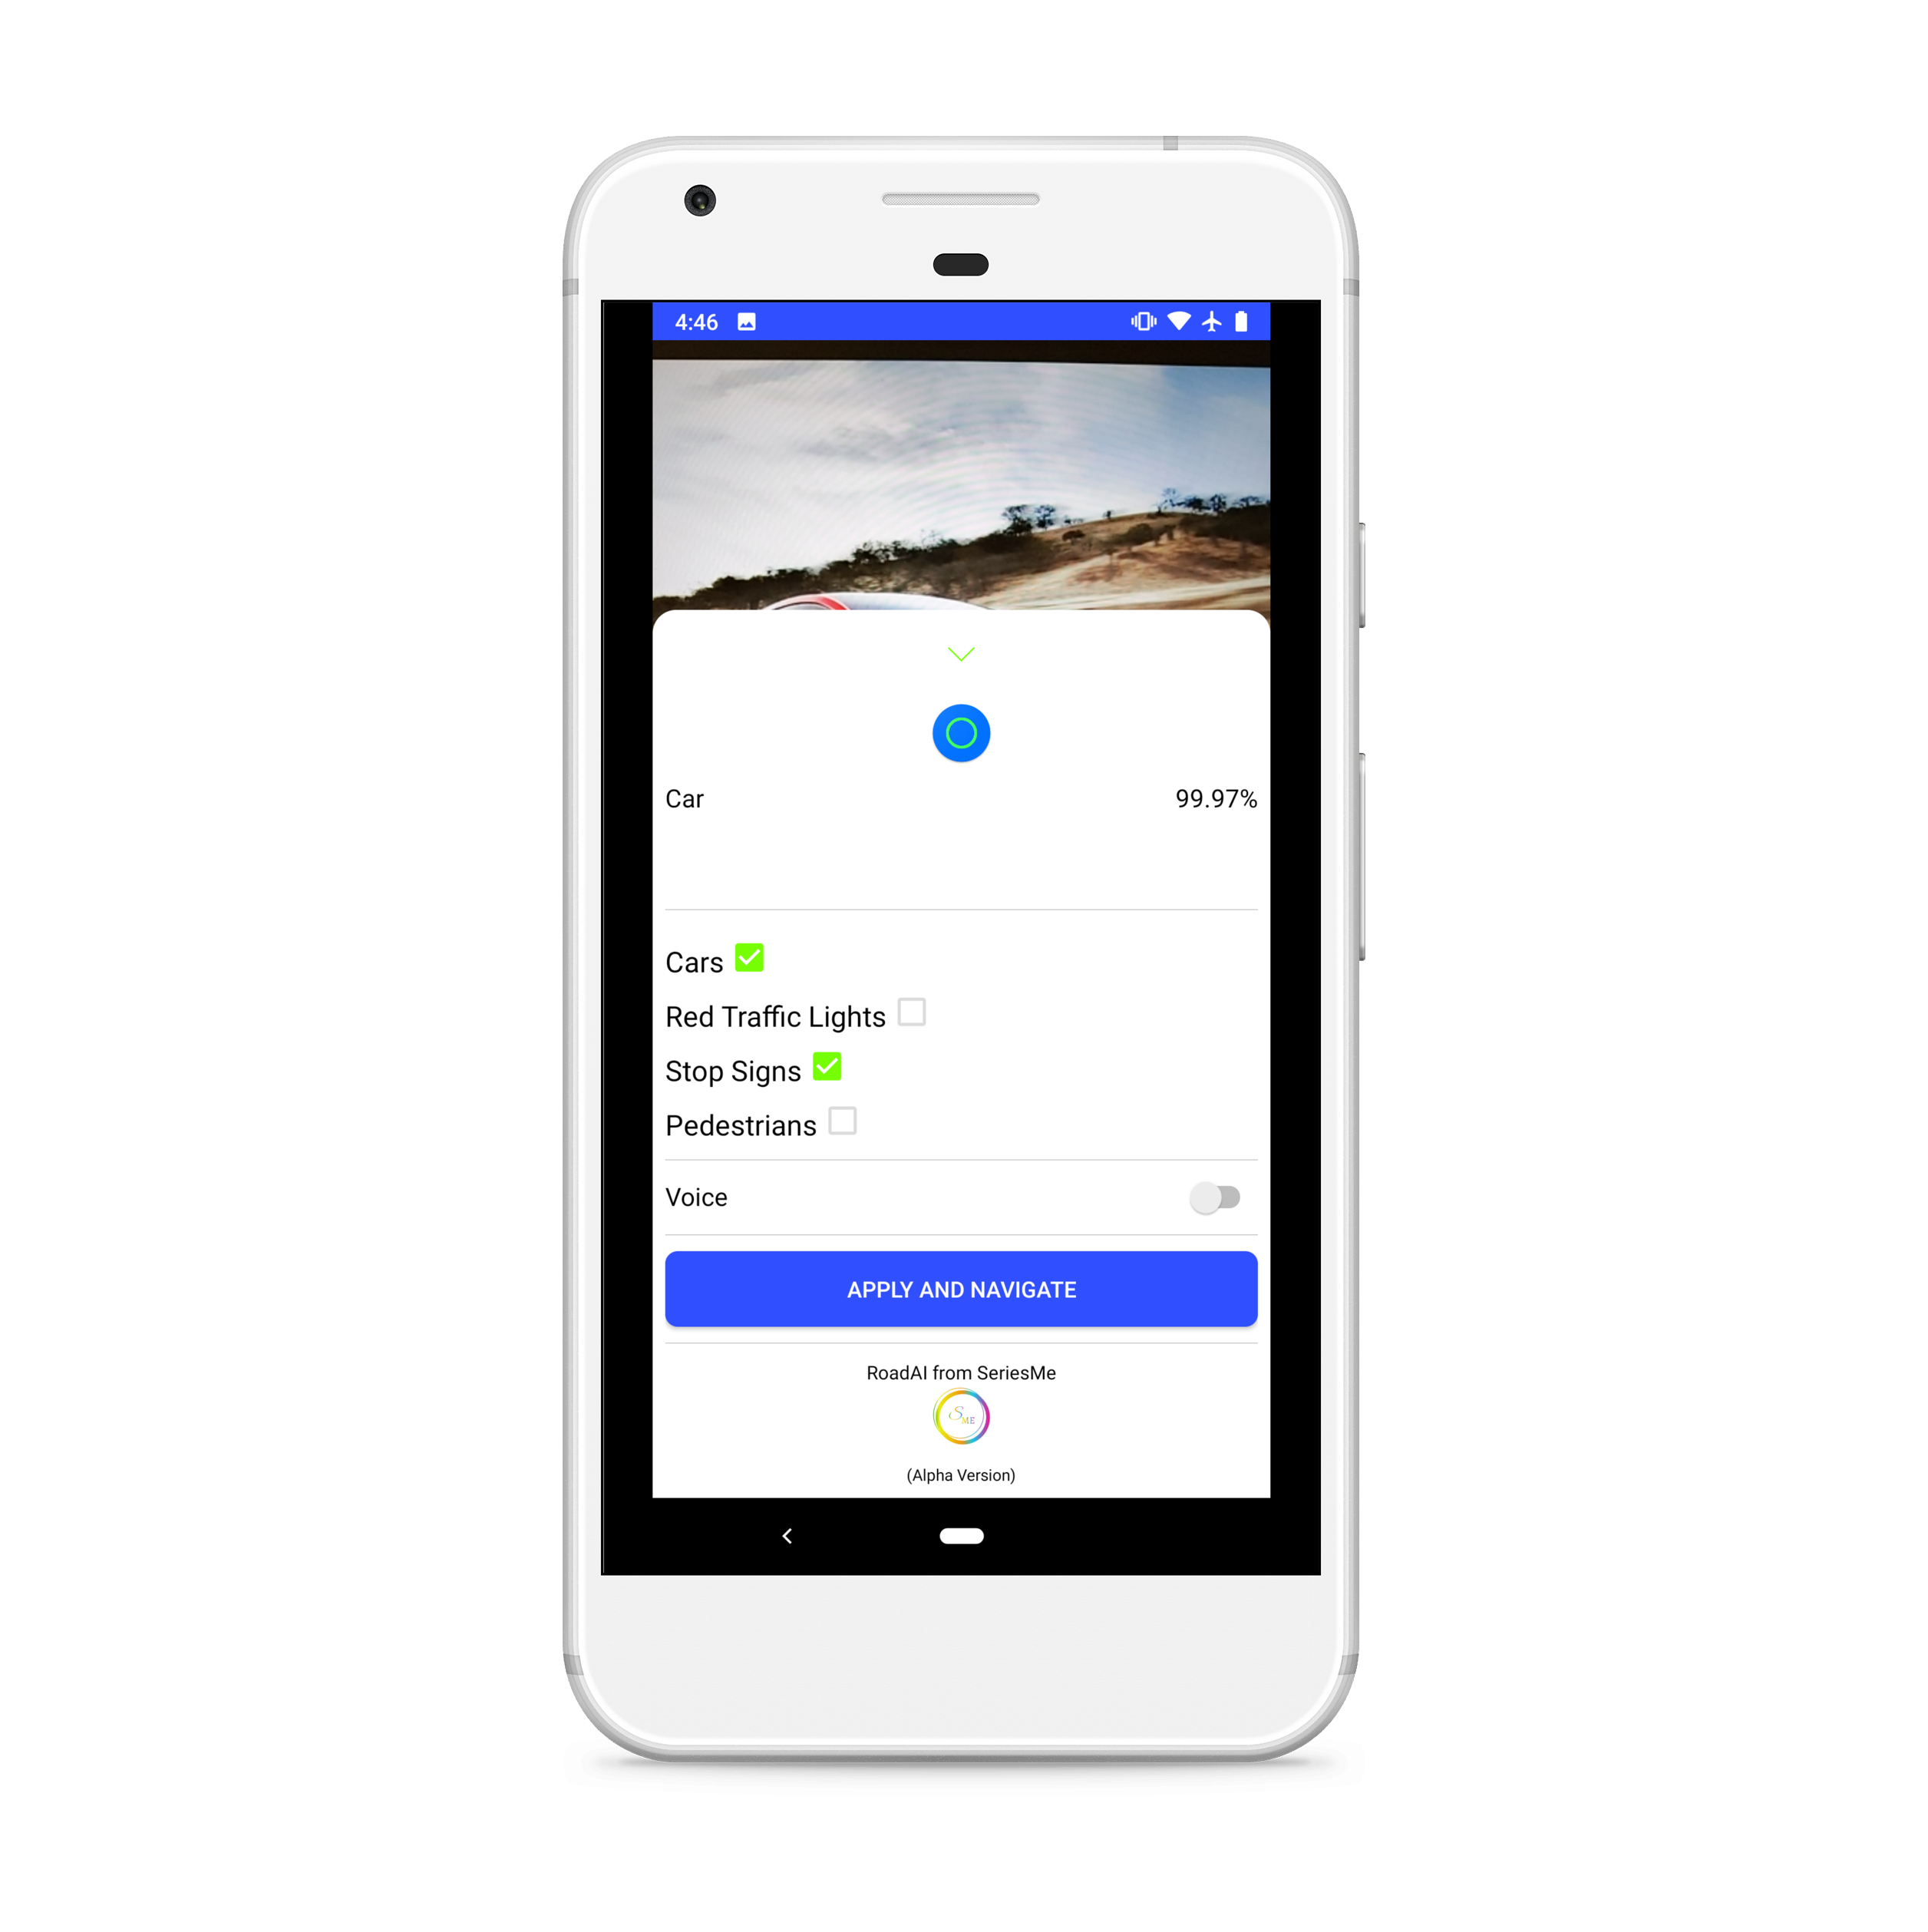 4:46
Car 99.97%
Cars
Red Traffic Lights
Stop Signs
Pedestrians
Voice
APPLY AND NAVIGATE
RoadAI from SeriesMe
SME
(Alpha Version)